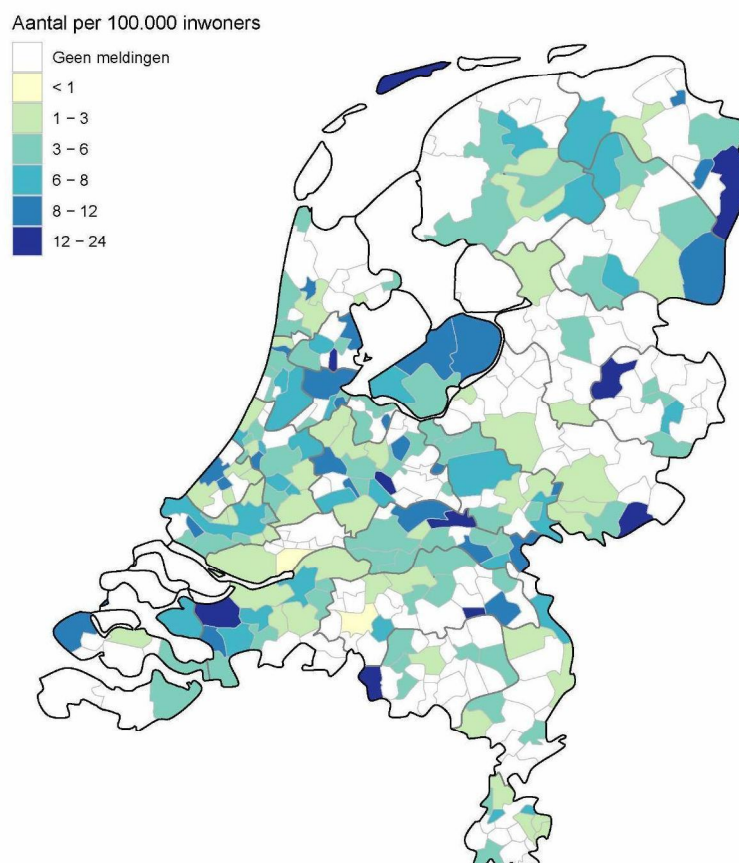 Aantal per 100.000 inwoners
Geen meldingen
< 1
1 – 3
3 – 6
6 – 8
8 – 12
12 – 24